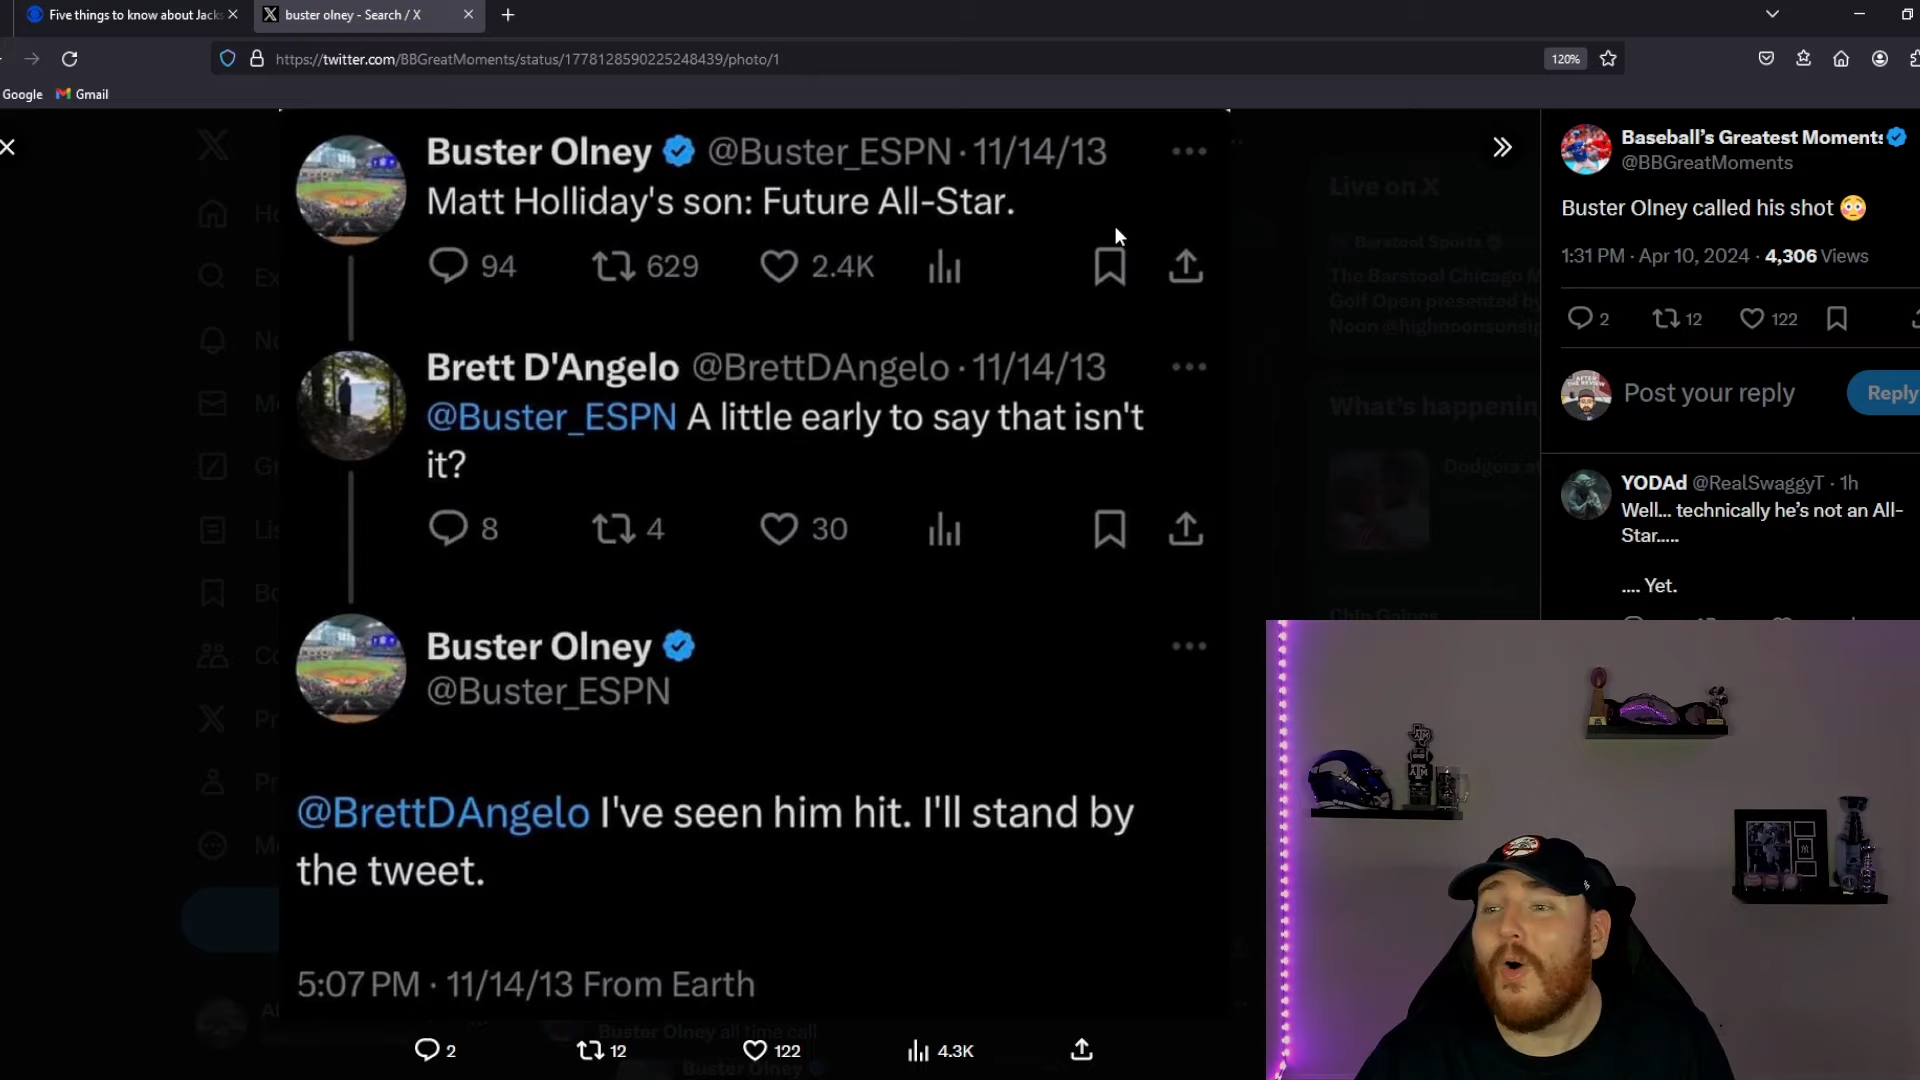 Five things to know about Jacks
buster olney - Search / X
https://twitter.com/BBGreatMoments/status/1778128590225248439/photo/1
120%
Google
Gmail
Buster Olney @Buster_ESPN · 11/14/13
Matt Holliday's son: Future All-Star.
94 629 2.4K
Brett D'Angelo @BrettDAngelo · 11/14/13
@Buster_ESPN A little early to say that isn't
it?
8 4 30
Buster Olney
@Buster_ESPN
@BrettDAngelo I've seen him hit. I'll stand by
the tweet.
5:07 PM · 11/14/13 From Earth
Buster Olney all time call
Buster Olney
2 12 122 4.3K
Live on X
Barstool Sports
The Barstool Chicago M
Golf Open presented by
Noon @highnoonsunsip
What's happenin
Dodgers a
Chip Gaines
Baseball's Greatest Moments
@BBGreatMoments
Buster Olney called his shot 😳
1:31 PM · Apr 10, 2024 · 4,306 Views
2 12 122
Post your reply
Reply
YODAd @RealSwaggyT · 1h
Well... technically he's not an All-
Star.....
.... Yet.